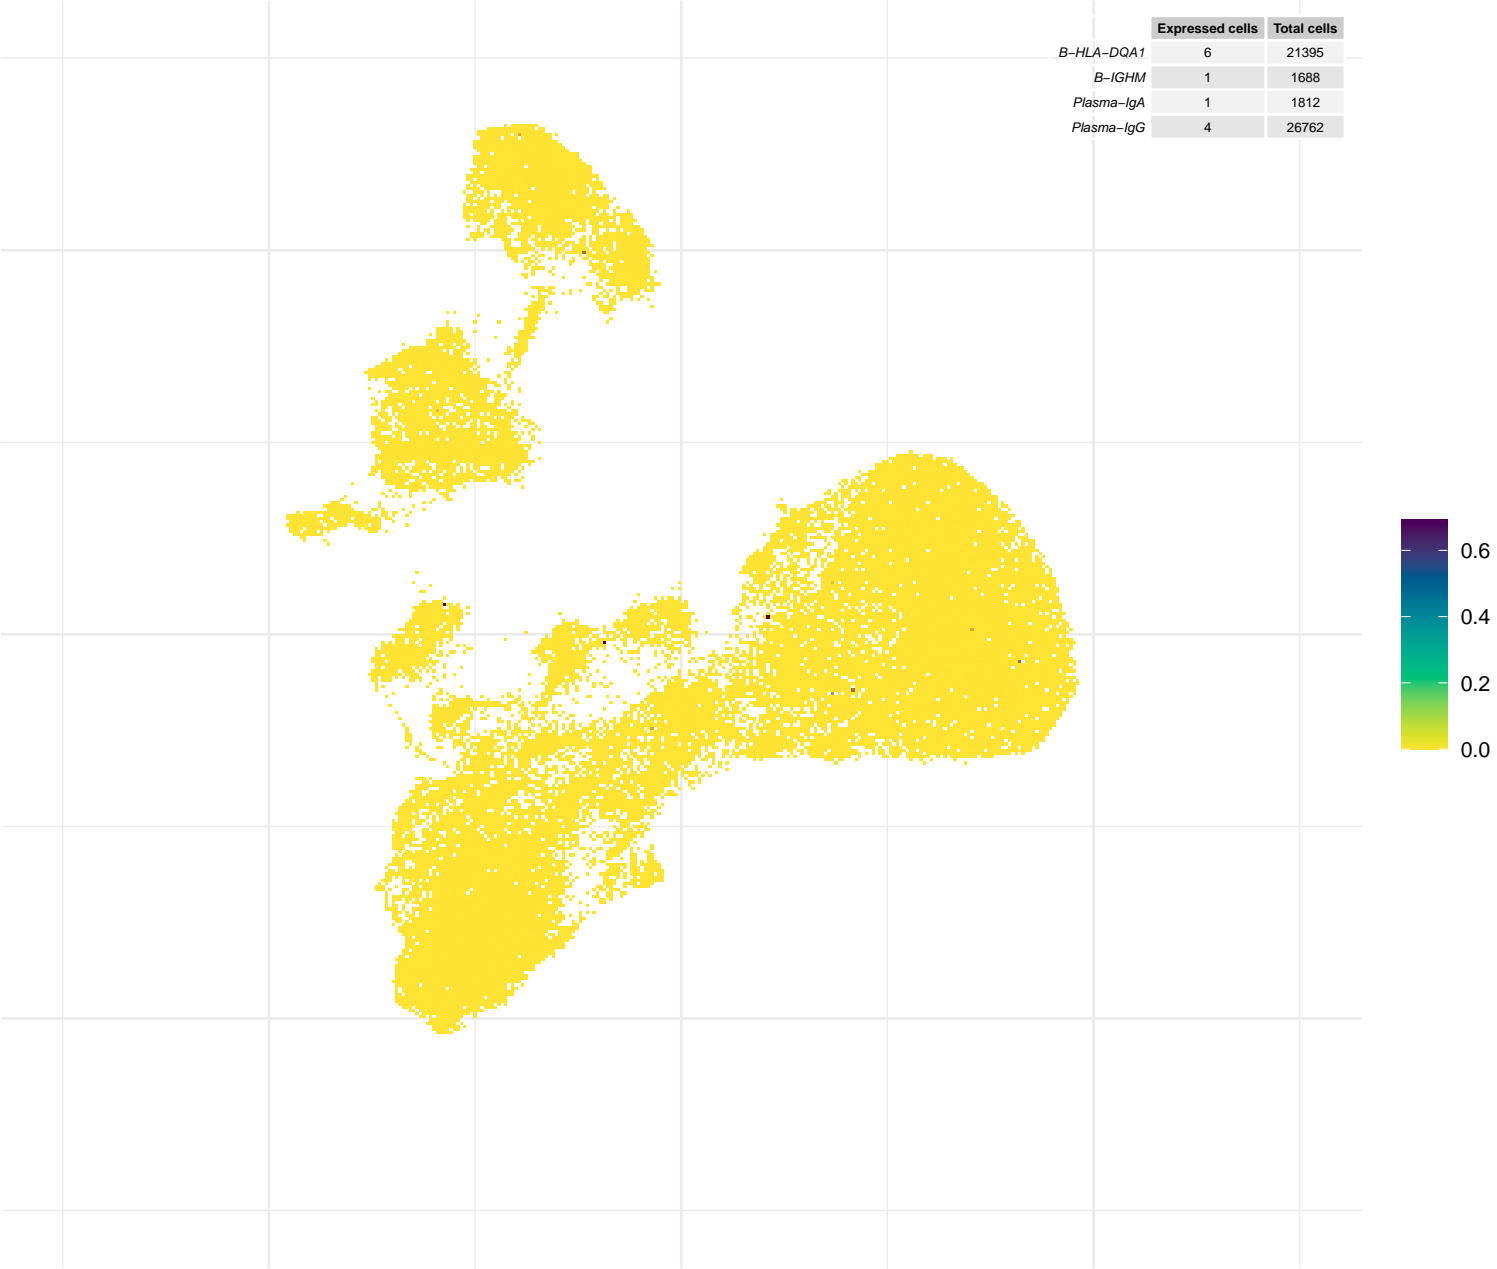 Expressed cells Total cells
B−HLA−DQA1 6 21395
B−IGHM 1 1688
Plasma−IgA 1 1812
Plasma−IgG 4 26762
0.6
0.4
0.2
0.0